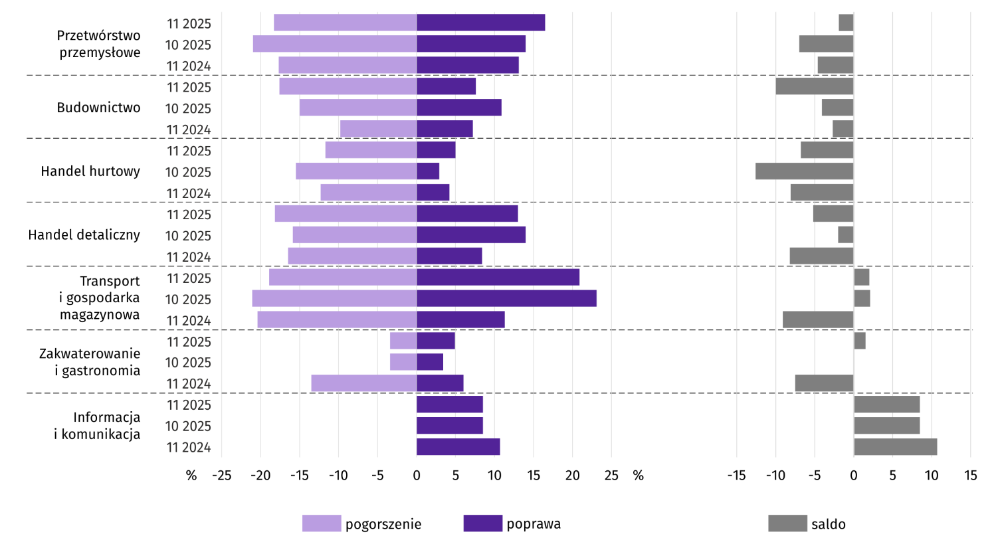 Przetwórstwo
przemysłowe
11 2025
10 2025
11 2024
Budownictwo
11 2025
10 2025
11 2024
Handel hurtowy
11 2025
10 2025
11 2024
Handel detaliczny
11 2025
10 2025
11 2024
Transport
i gospodarka
magazynowa
11 2025
10 2025
11 2024
Zakwaterowanie
i gastronomia
11 2025
10 2025
11 2024
Informacja
i komunikacja
11 2025
10 2025
11 2024
% -25 -20 -15 -10 -5 0 5 10 15 20 25 % -15 -10 -5 0 5 10 15
pogorszenie poprawa saldo